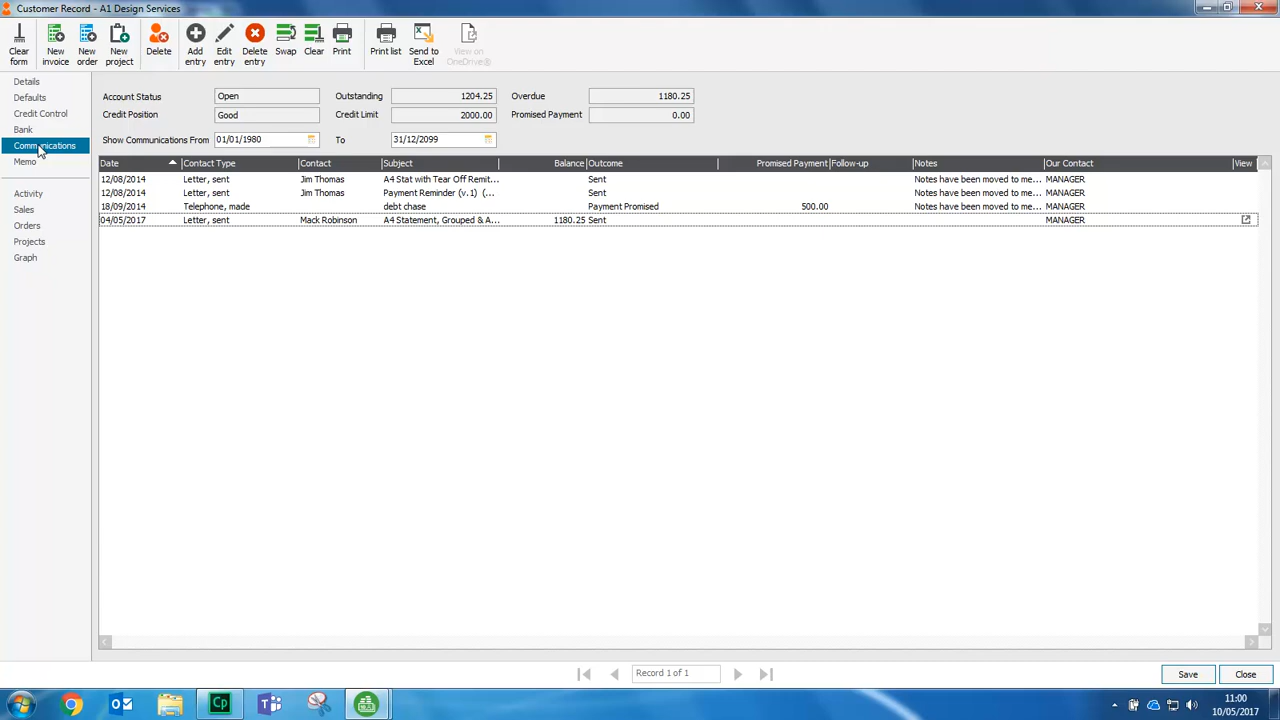 Customer Record - A1 Design Services
Clear form
New invoice
New order
New project
Delete
Add entry
Edit entry
Delete entry
Swap
Clear
Print
Print list
Send to Excel
View on OneDrive®
Details
Defaults
Credit Control
Bank
Communications
Memo
Activity
Sales
Orders
Projects
Graph
Account Status Open Outstanding 1204.25 Overdue 1180.25
Credit Position Good Credit Limit 2000.00 Promised Payment 0.00
Show Communications From 01/01/1980 To 31/12/2099
Date Contact Type Contact Subject Balance Outcome Promised Payment Follow-up Notes Our Contact View
12/08/2014 Letter, sent Jim Thomas A4 Stat with Tear Off Remit... Sent Notes have been moved to me... MANAGER
12/08/2014 Letter, sent Jim Thomas Payment Reminder (v.1) (... Sent Notes have been moved to me... MANAGER
18/09/2014 Telephone, made debt chase Payment Promised 500.00 Notes have been moved to me... MANAGER
04/05/2017 Letter, sent Mack Robinson A4 Statement, Grouped & A... 1180.25 Sent MANAGER
Record 1 of 1
Save Close
Cp
11:00
10/05/2017